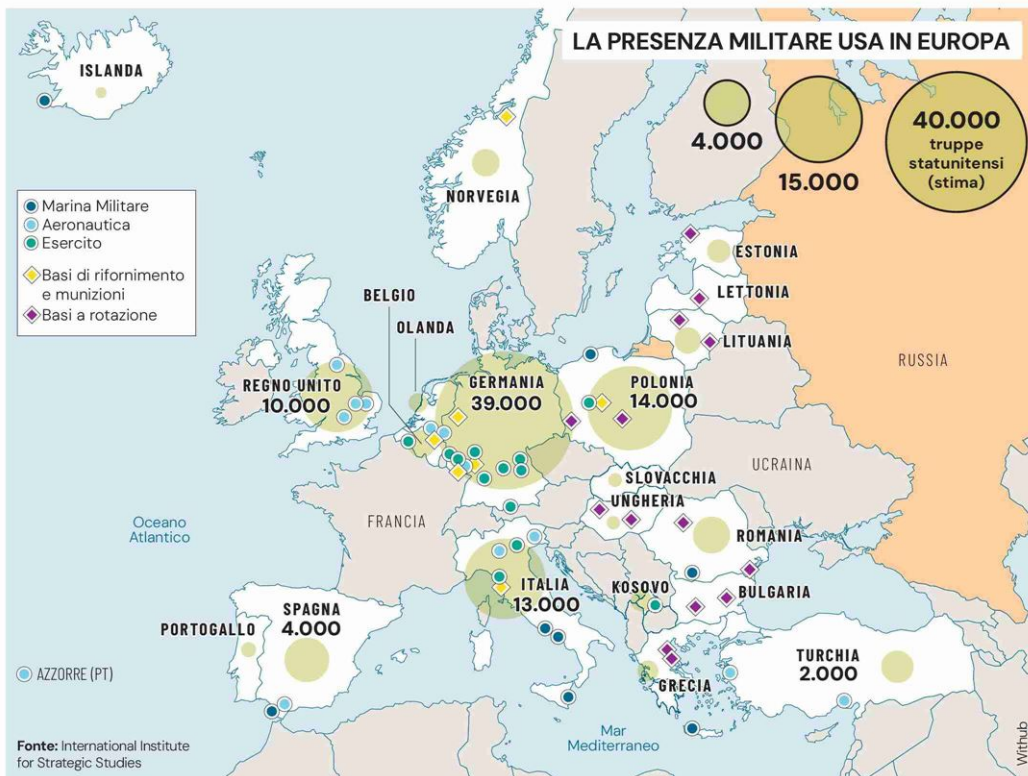 LA PRESENZA MILITARE USA IN EUROPA
4.000
15.000
40.000
truppe
statunitensi
(stima)
ISLANDA
NORVEGIA
Marina Militare
Aeronautica
Esercito
Basi di rifornimento
e munizioni
Basi a rotazione
ESTONIA
LETTONIA
LITUANIA
RUSSIA
BELGIO
OLANDA
REGNO UNITO
10.000
GERMANIA
39.000
POLONIA
14.000
UCRAINA
SLOVACCHIA
UNGHERIA
ROMANIA
FRANCIA
Oceano
Atlantico
ITALIA
13.000
KOSOVO
BULGARIA
SPAGNA
4.000
PORTOGALLO
AZZORRE (PT)
GRECIA
TURCHIA
2.000
Mar
Mediterraneo
Fonte: International Institute
for Strategic Studies
Withub